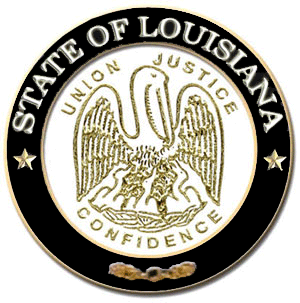 STATE OF LOUISIANA
UNION JUSTICE
CONFIDENCE